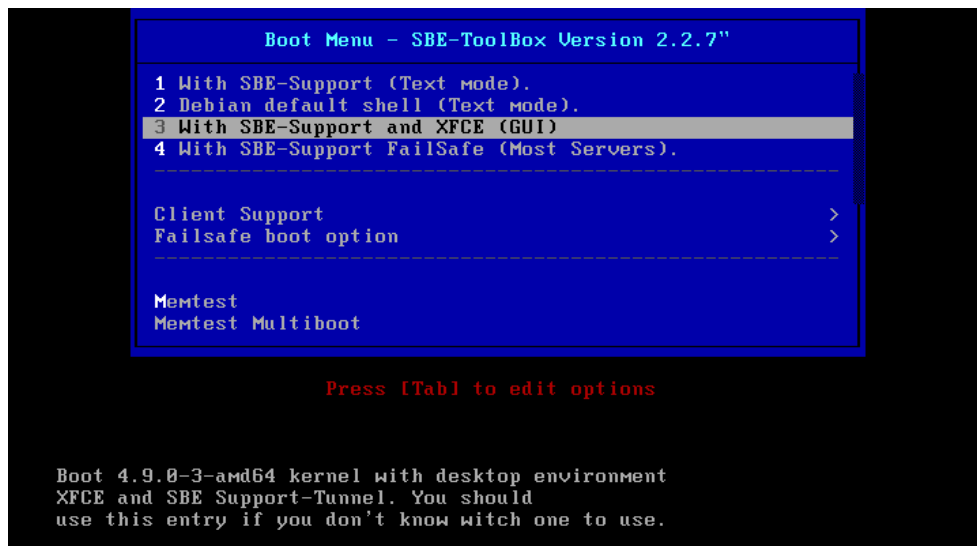 Boot Menu - SBE-ToolBox Version 2.2.7"
1 With SBE-Support (Text mode).
2 Debian default shell (Text mode).
3 With SBE-Support and XFCE (GUI)
4 With SBE-Support FailSafe (Most Servers).
Client Support >
Failsafe boot option >
Memtest
Memtest Multiboot
Press [Tab] to edit options
Boot 4.9.0-3-amd64 kernel with desktop environment
XFCE and SBE Support-Tunnel. You should
use this entry if you don't know witch one to use.